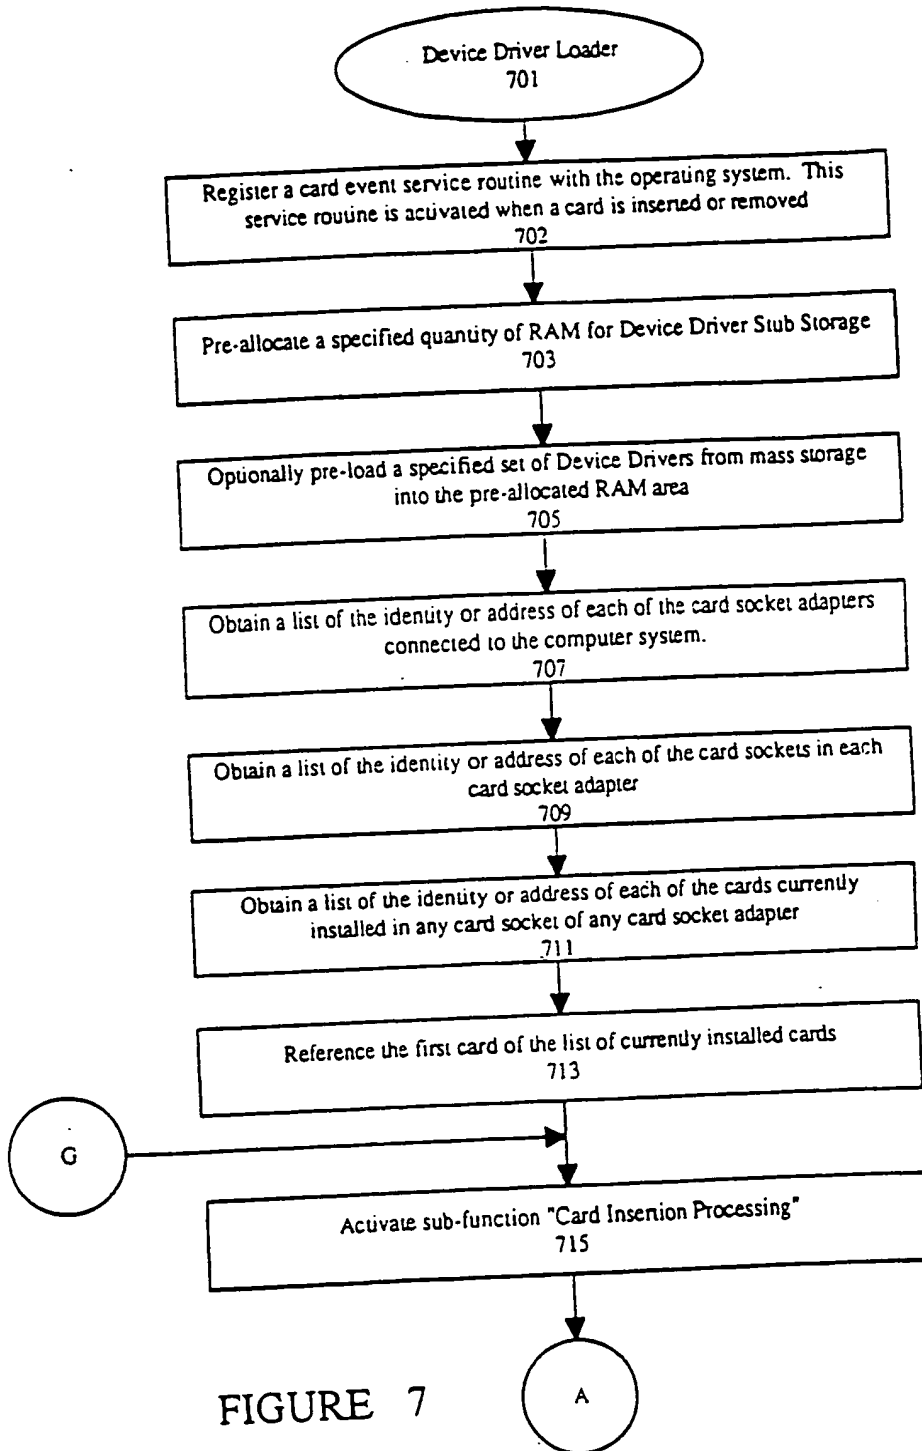 Device Driver Loader
701
Register a card event service routine with the operating system. This
service routine is activated when a card is inserted or removed
702
Pre-allocate a specified quantity of RAM for Device Driver Stub Storage
703
Optionally pre-load a specified set of Device Drivers from mass storage
into the pre-allocated RAM area
705
Obtain a list of the identity or address of each of the card socket adapters
connected to the computer system.
707
Obtain a list of the identity or address of each of the card sockets in each
card socket adapter
709
Obtain a list of the identity or address of each of the cards currently
installed in any card socket of any card socket adapter
711
Reference the first card of the list of currently installed cards
713
G
Activate sub-function "Card Insertion Processing"
715
FIGURE 7
A